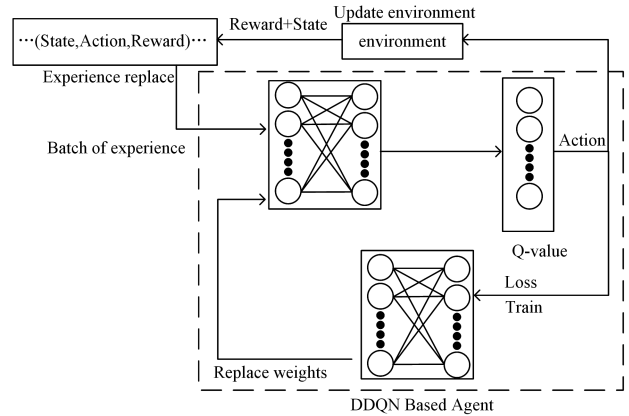 Update environment
Reward+State
···(State,Action,Reward)···
environment
Experience replace
Batch of experience
Action
Q-value
Loss
Train
Replace weights
DDQN Based Agent